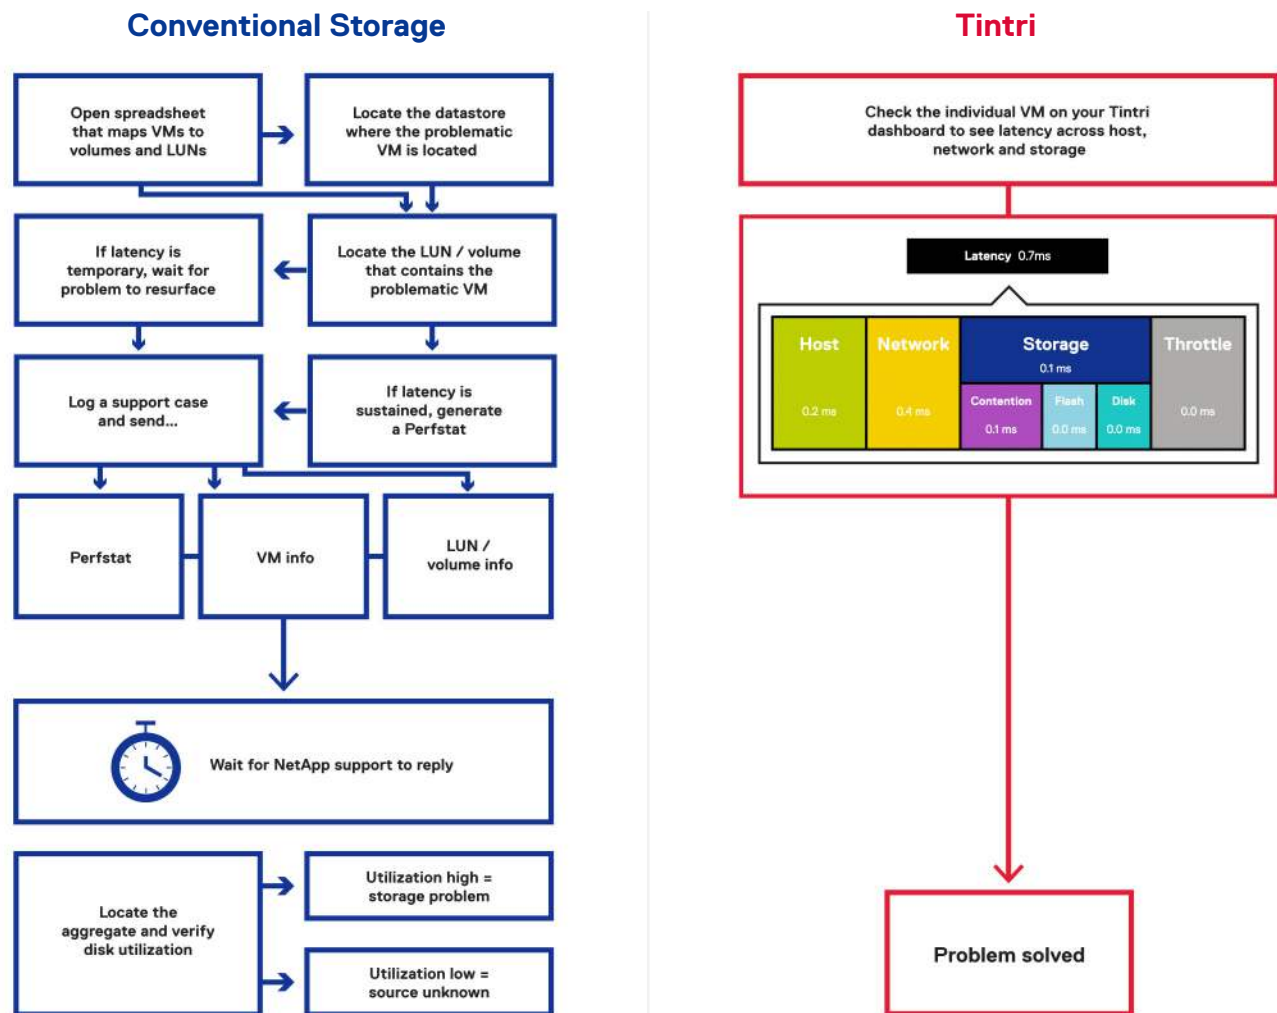 Conventional Storage
Open spreadsheet
that maps VMs to
volumes and LUNs
Locate the datastore
where the problematic
VM is located
If latency is
temporary, wait for
problem to resurface
Locate the LUN / volume
that contains the
problematic VM
Log a support case
and send...
If latency is
sustained, generate
a Perfstat
Perfstat
VM info
LUN /
volume info
Wait for NetApp support to reply
Locate the
aggregate and verify
disk utilization
Utilization high =
storage problem
Utilization low =
source unknown
Tintri
Check the individual VM on your Tintri
dashboard to see latency across host,
network and storage
Latency 0.7ms
Host
0.2 ms
Network
0.4 ms
Storage
0.1 ms
Contention
0.1 ms
Flash
0.0 ms
Disk
0.0 ms
Throttle
0.0 ms
Problem solved